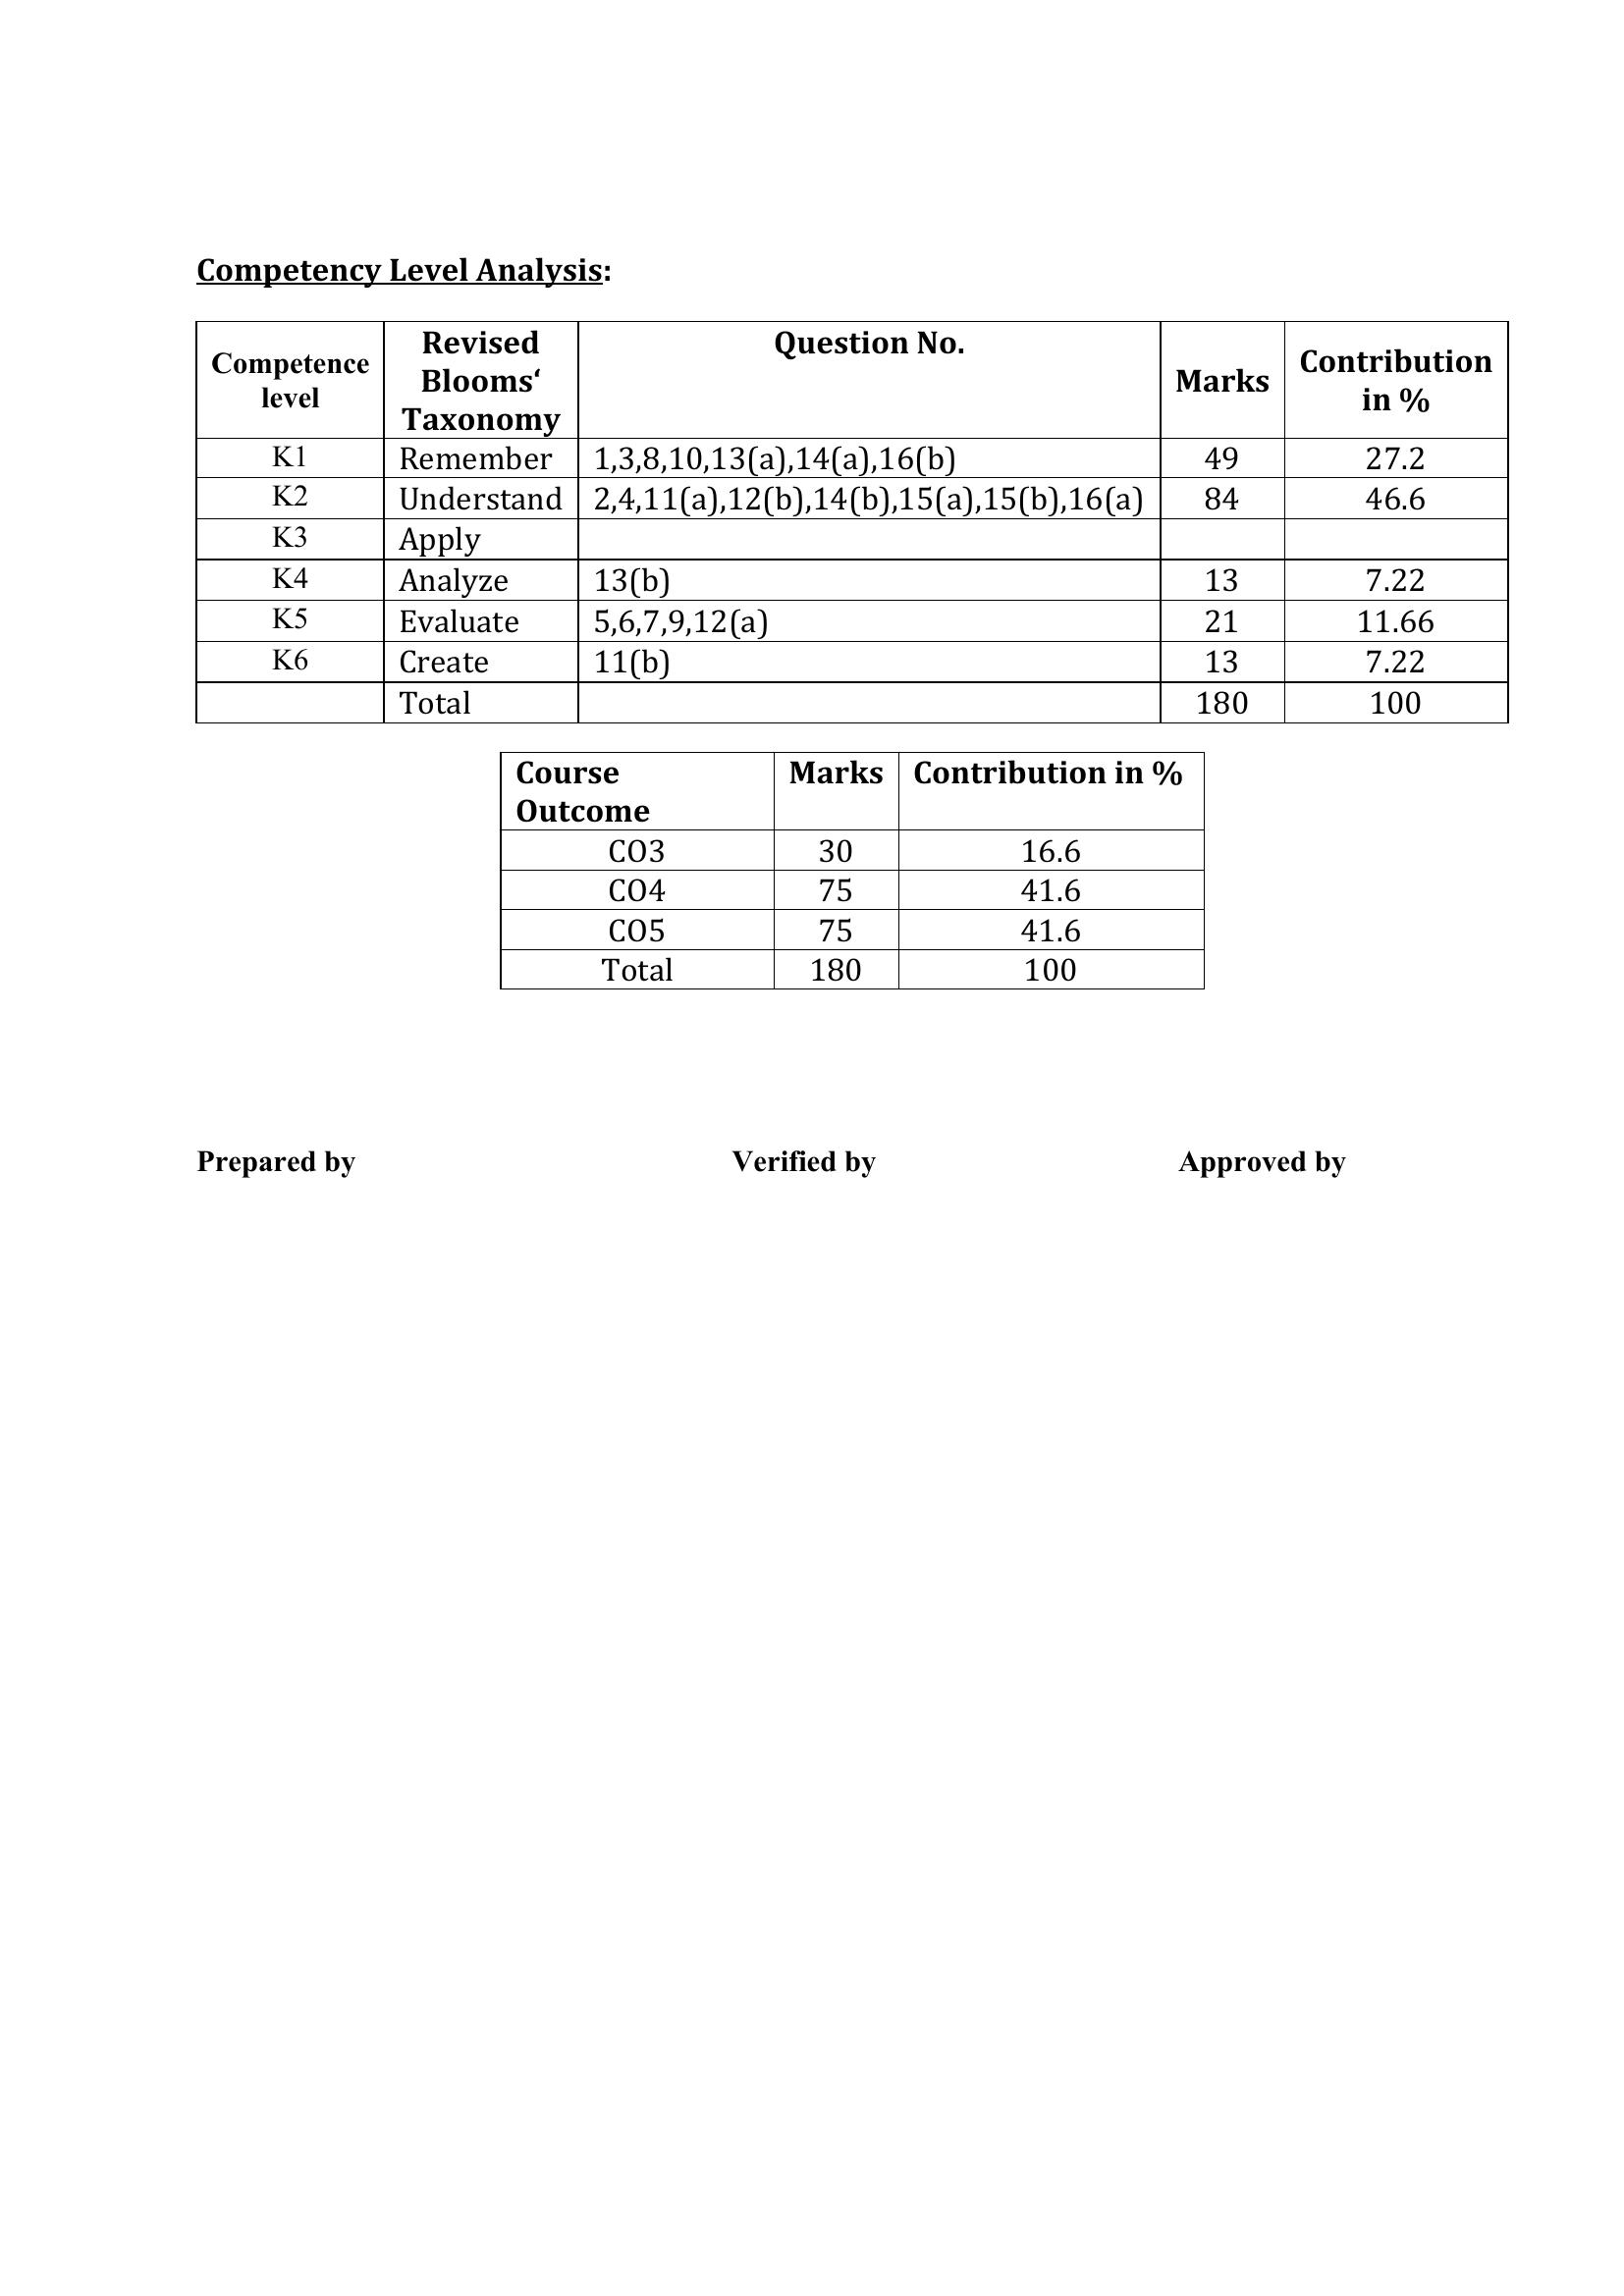 Competency Level Analysis:
Competence level Revised Blooms‘ Taxonomy Question No. Marks Contribution in %
K1 Remember 1,3,8,10,13(a),14(a),16(b) 49 27.2
K2 Understand 2,4,11(a),12(b),14(b),15(a),15(b),16(a) 84 46.6
K3 Apply
K4 Analyze 13(b) 13 7.22
K5 Evaluate 5,6,7,9,12(a) 21 11.66
K6 Create 11(b) 13 7.22
Total 180 100
Course Outcome Marks Contribution in %
CO3 30 16.6
CO4 75 41.6
CO5 75 41.6
Total 180 100
Prepared by Verified by Approved by